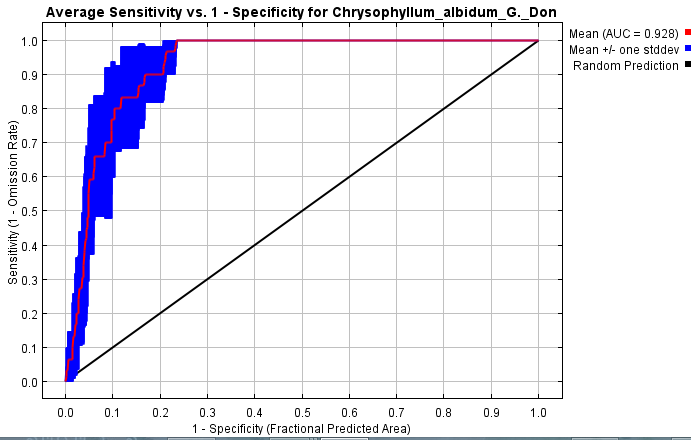 Average Sensitivity vs. 1 - Specificity for Chrysophyllum_albidum_G._Don
Mean (AUC = 0.928)
Mean +/- one stddev
Random Prediction
Sensitivity (1 - Omission Rate)
1.0
0.9
0.8
0.7
0.6
0.5
0.4
0.3
0.2
0.1
0.0
0.0 0.1 0.2 0.3 0.4 0.5 0.6 0.7 0.8 0.9 1.0
1 - Specificity (Fractional Predicted Area)